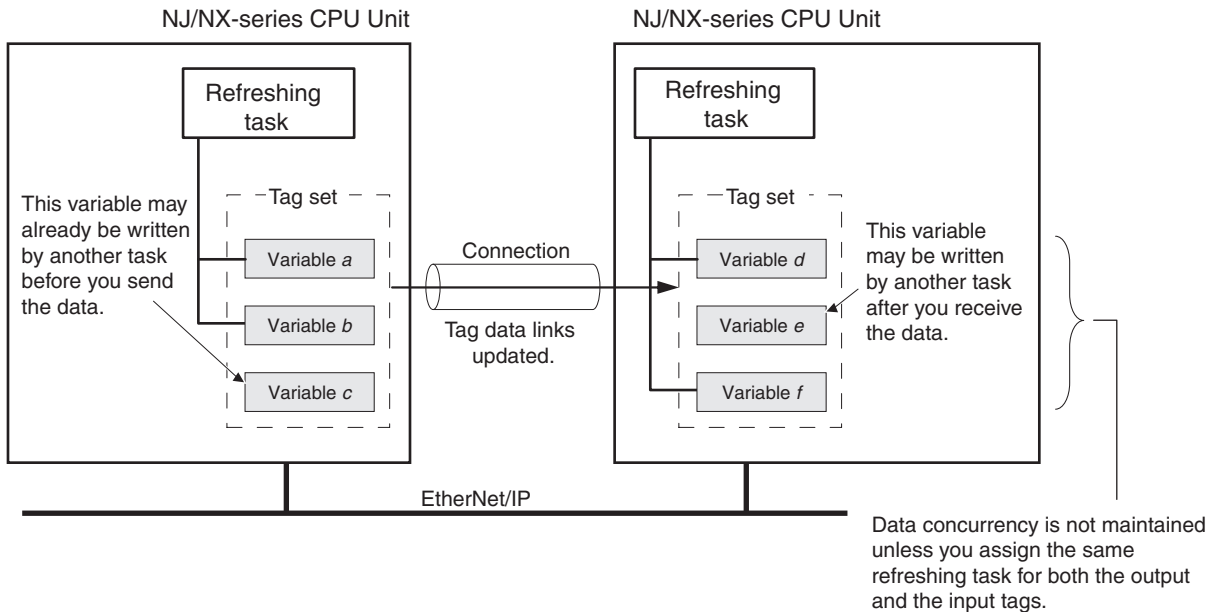 NJ/NX-series CPU Unit
NJ/NX-series CPU Unit
Refreshing
task
Refreshing
task
This variable may
already be written
by another task
before you send
the data.
Tag set
Variable a
Variable b
Variable c
Connection
Tag data links
updated.
Tag set
Variable d
Variable e
Variable f
This variable
may be written
by another task
after you receive
the data.
EtherNet/IP
Data concurrency is not maintained
unless you assign the same
refreshing task for both the output
and the input tags.